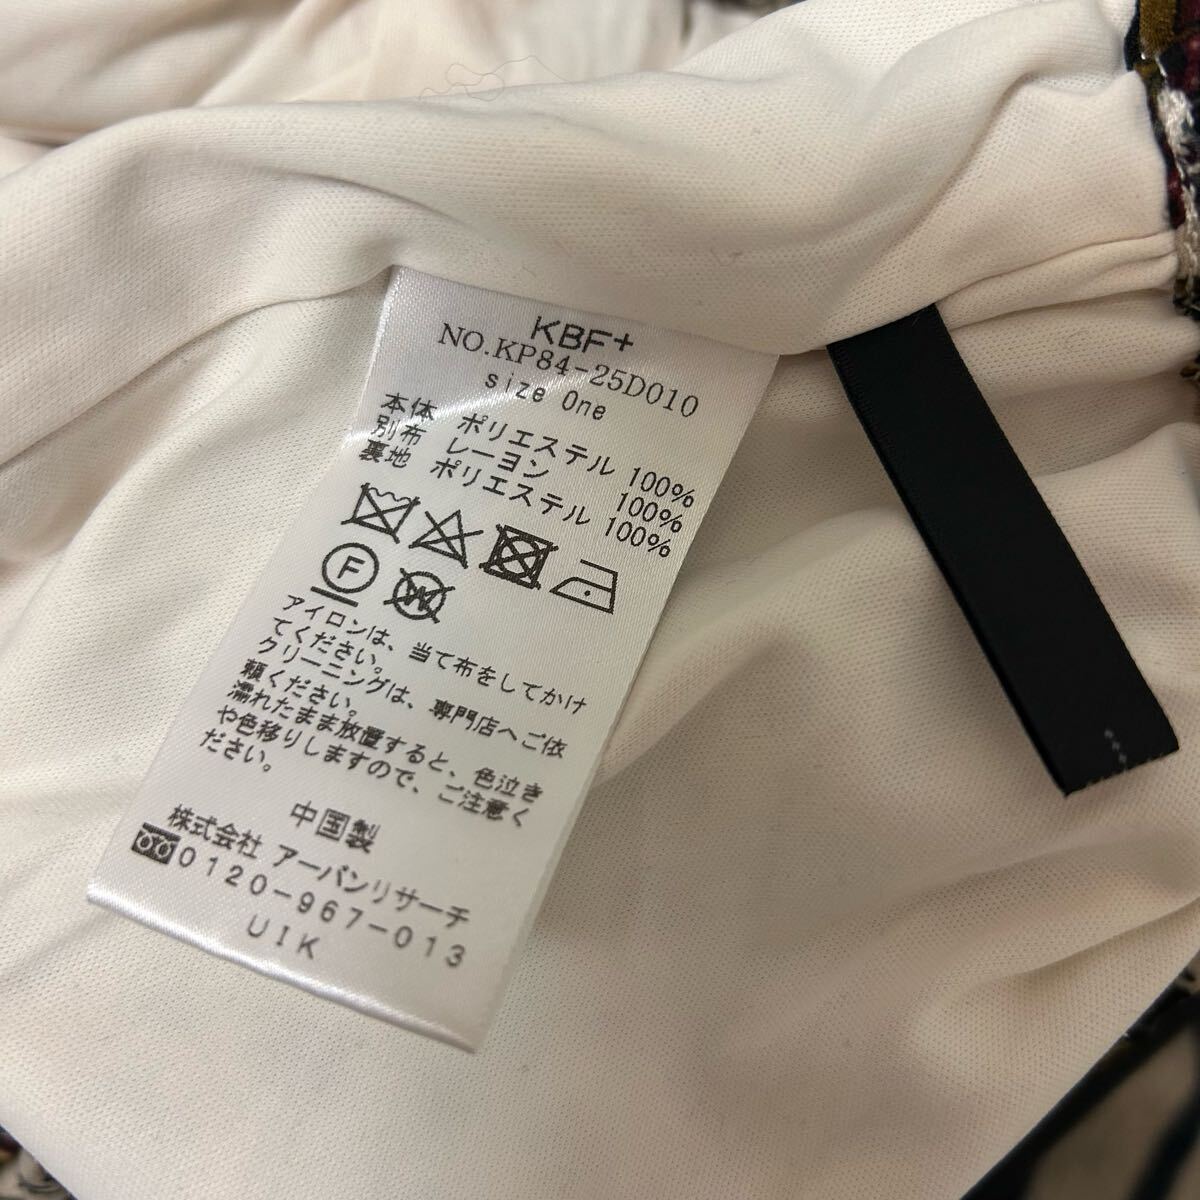 KBF+
NO.KP84-25D010
size One
本体 ポリエステル 100%
別布 レーヨン 100%
裏地 ポリエステル 100%
F W
アイロンは、当て布をしてかけ
てください。
クリーニングは、専門店へご依
頼ください。
濡れたまま放置すると、色泣き
や色移りしますので、ご注意く
ださい。
中国製
株式会社 アーバンリサーチ
0120-967-013
UIK